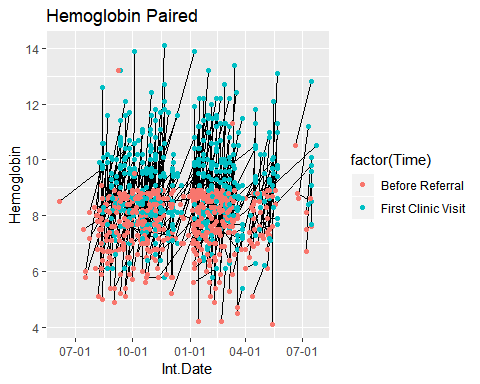 Hemoglobin Paired
14
12
10
8
6
4
Hemoglobin
07-01
10-01
01-01
04-01
07-01
Int.Date
factor(Time)
Before Referral
First Clinic Visit